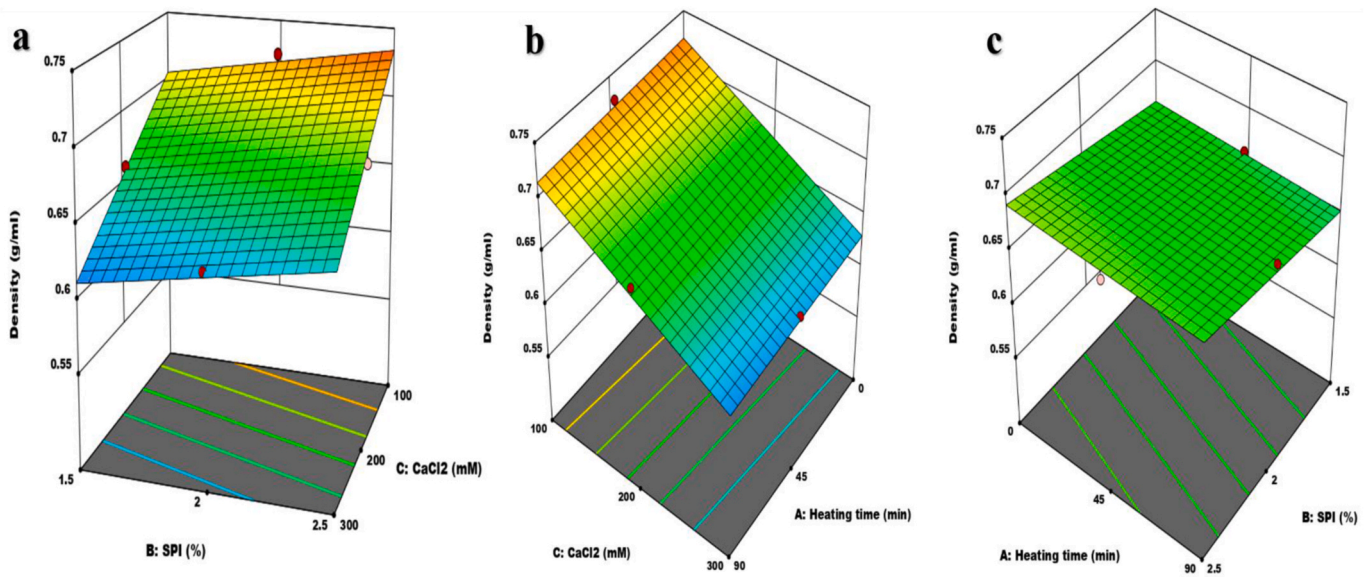 a
0.75
0.7
0.65
0.6
0.55
Density (g/ml)
1.5
2
2.5
300
200
100
B: SPI (%)
C: CaCl2 (mM)
b
0.75
0.7
0.65
0.6
0.55
Density (g/ml)
100
200
300
90
45
0
C: CaCl2 (mM)
A: Heating time (min)
c
0.75
0.7
0.65
0.6
0.55
Density (g/ml)
0
45
90
2.5
2
1.5
A: Heating time (min)
B: SPI (%)